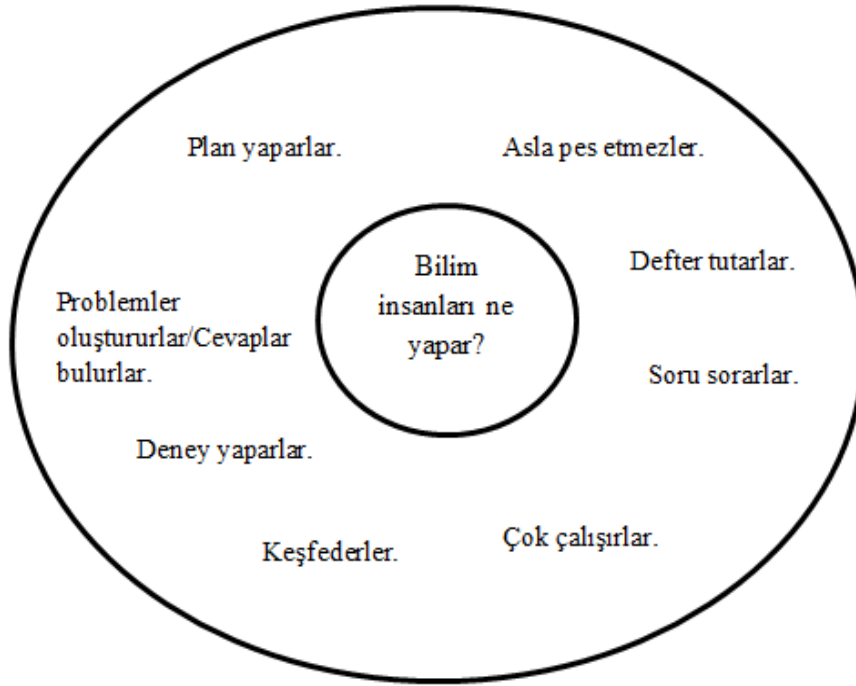 Plan yaparlar.
Asla pes etmezler.
Bilim
insanları ne
yapar?
Defter tutarlar.
Problemler
oluştururlar/Cevaplar
bulurlar.
Soru sorarlar.
Deney yaparlar.
Keşfederler.
Çok çalışırlar.